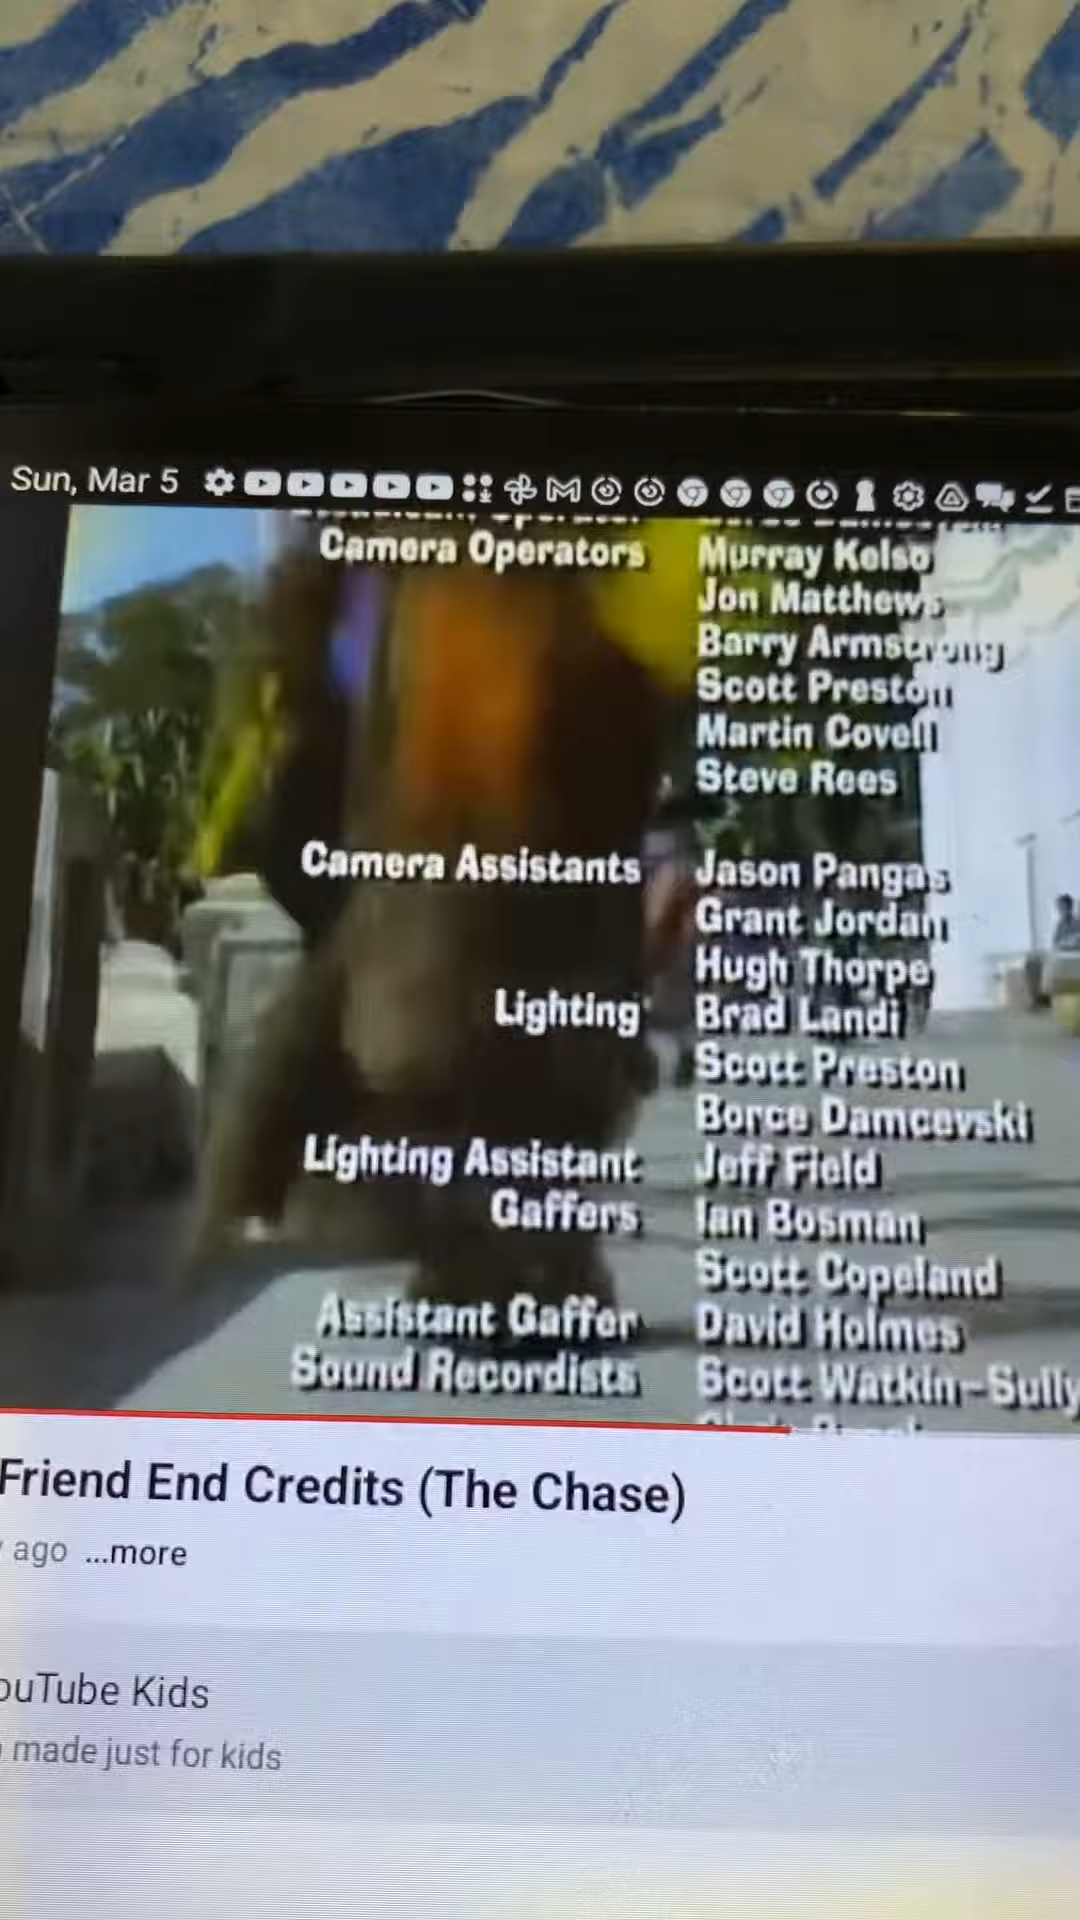 Sun, Mar 5
Camera Operators Murray Kelso
Jon Matthews
Barry Armstrong
Scott Preston
Martin Covell
Steve Rees
Camera Assistants Jason Pangas
Grant Jordan
Hugh Thorpe
Lighting Brad Landi
Scott Preston
Borce Damcevski
Lighting Assistant Jeff Field
Gaffers Ian Bosman
Scott Copeland
Assistant Gaffer David Holmes
Sound Recordists Scott Watkin-Sully
Friend End Credits (The Chase)
ago ...more
ouTube Kids
made just for kids